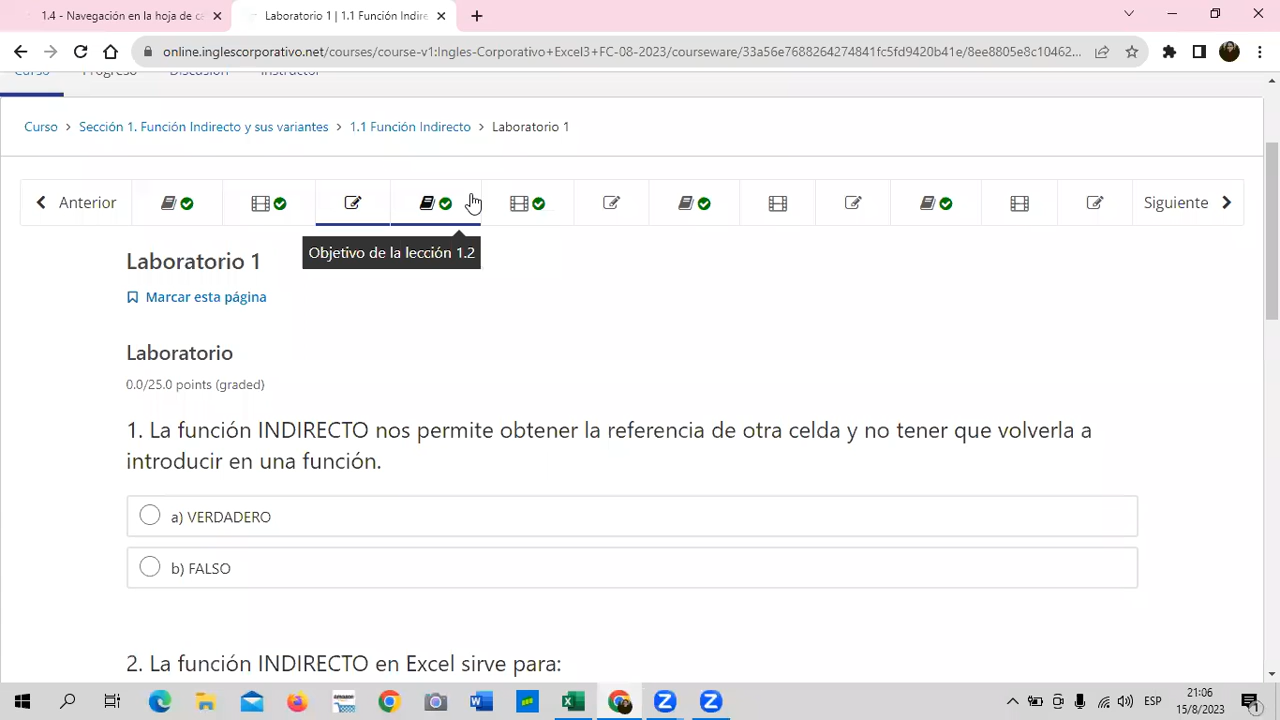 1.4 - Navegación en la hoja de c
Laboratorio 1 | 1.1 Función Indire
online.inglescorporativo.net/courses/course-v1:Ingles-Corporativo+Excel3+FC-08-2023/courseware/33a56e7688264274841fc5fd9420b41e/8ee8805e8c10462...
Curso Progreso Discusión Instructor
Curso > Sección 1. Función Indirecto y sus variantes > 1.1 Función Indirecto > Laboratorio 1
Anterior
Siguiente
Objetivo de la lección 1.2
Laboratorio 1
Marcar esta página
Laboratorio
0.0/25.0 points (graded)
1. La función INDIRECTO nos permite obtener la referencia de otra celda y no tener que volverla a
introducir en una función.
a) VERDADERO
b) FALSO
2. La función INDIRECTO en Excel sirve para:
ESP
21:06
15/8/2023